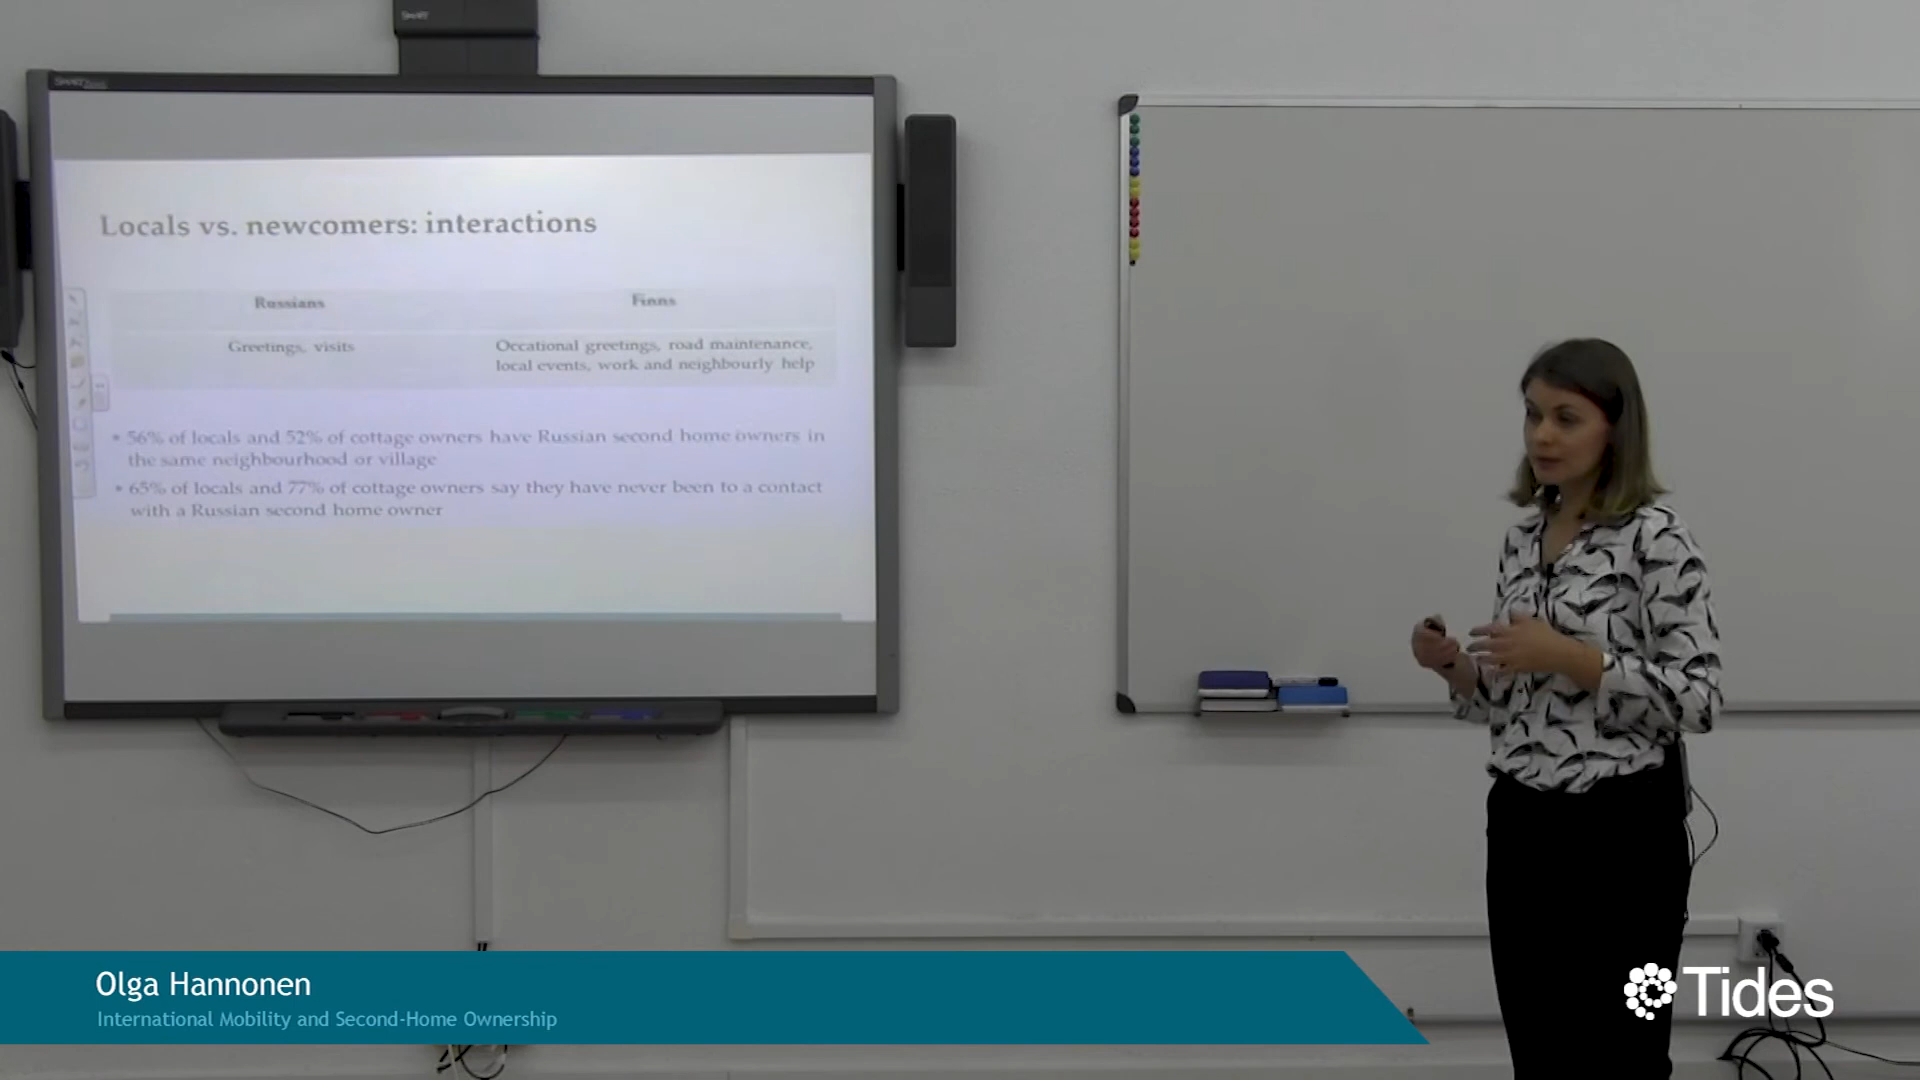 SMART
SMART Board
Locals vs. newcomers: interactions
Russians
Finns
Greetings, visits
Occational greetings, road maintenance,
local events, work and neighbourly help
• 56% of locals and 52% of cottage owners have Russian second home owners in
the same neighbourhood or village
• 65% of locals and 77% of cottage owners say they have never been to a contact
with a Russian second home owner
Olga Hannonen
International Mobility and Second-Home Ownership
Tides